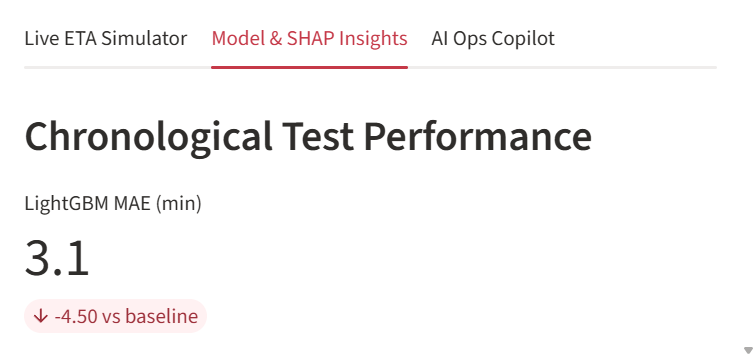 Live ETA Simulator Model & SHAP Insights AI Ops Copilot
Chronological Test Performance
LightGBM MAE (min)
3.1
↓ -4.50 vs baseline